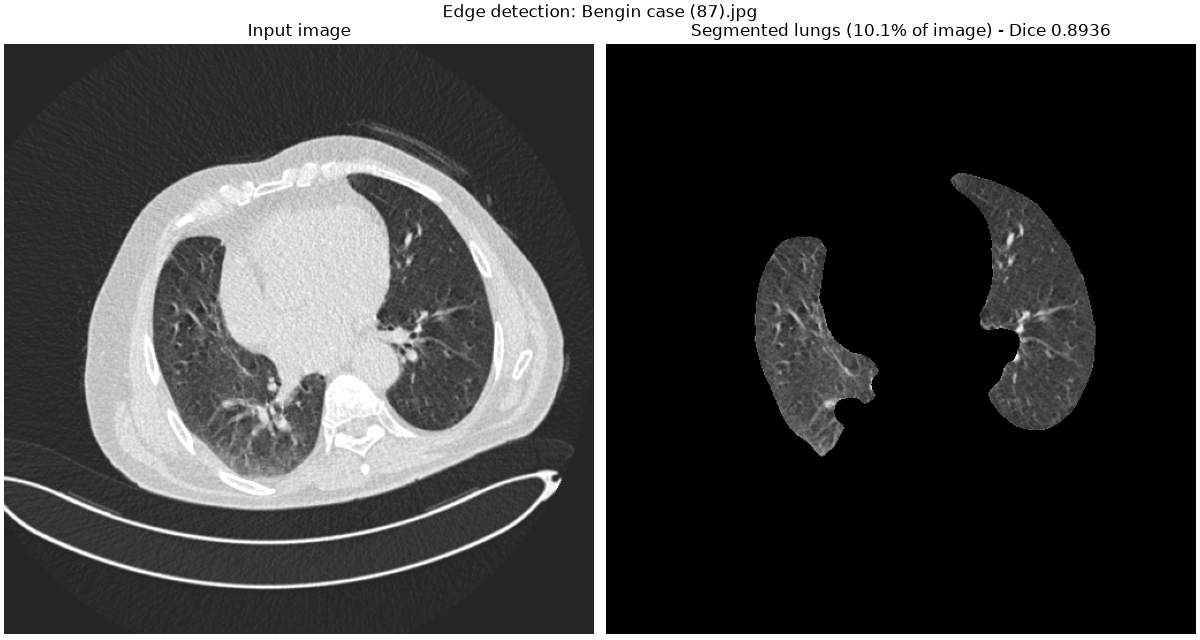 Edge detection: Bengin case (87).jpg
Input image
Segmented lungs (10.1% of image) - Dice 0.8936